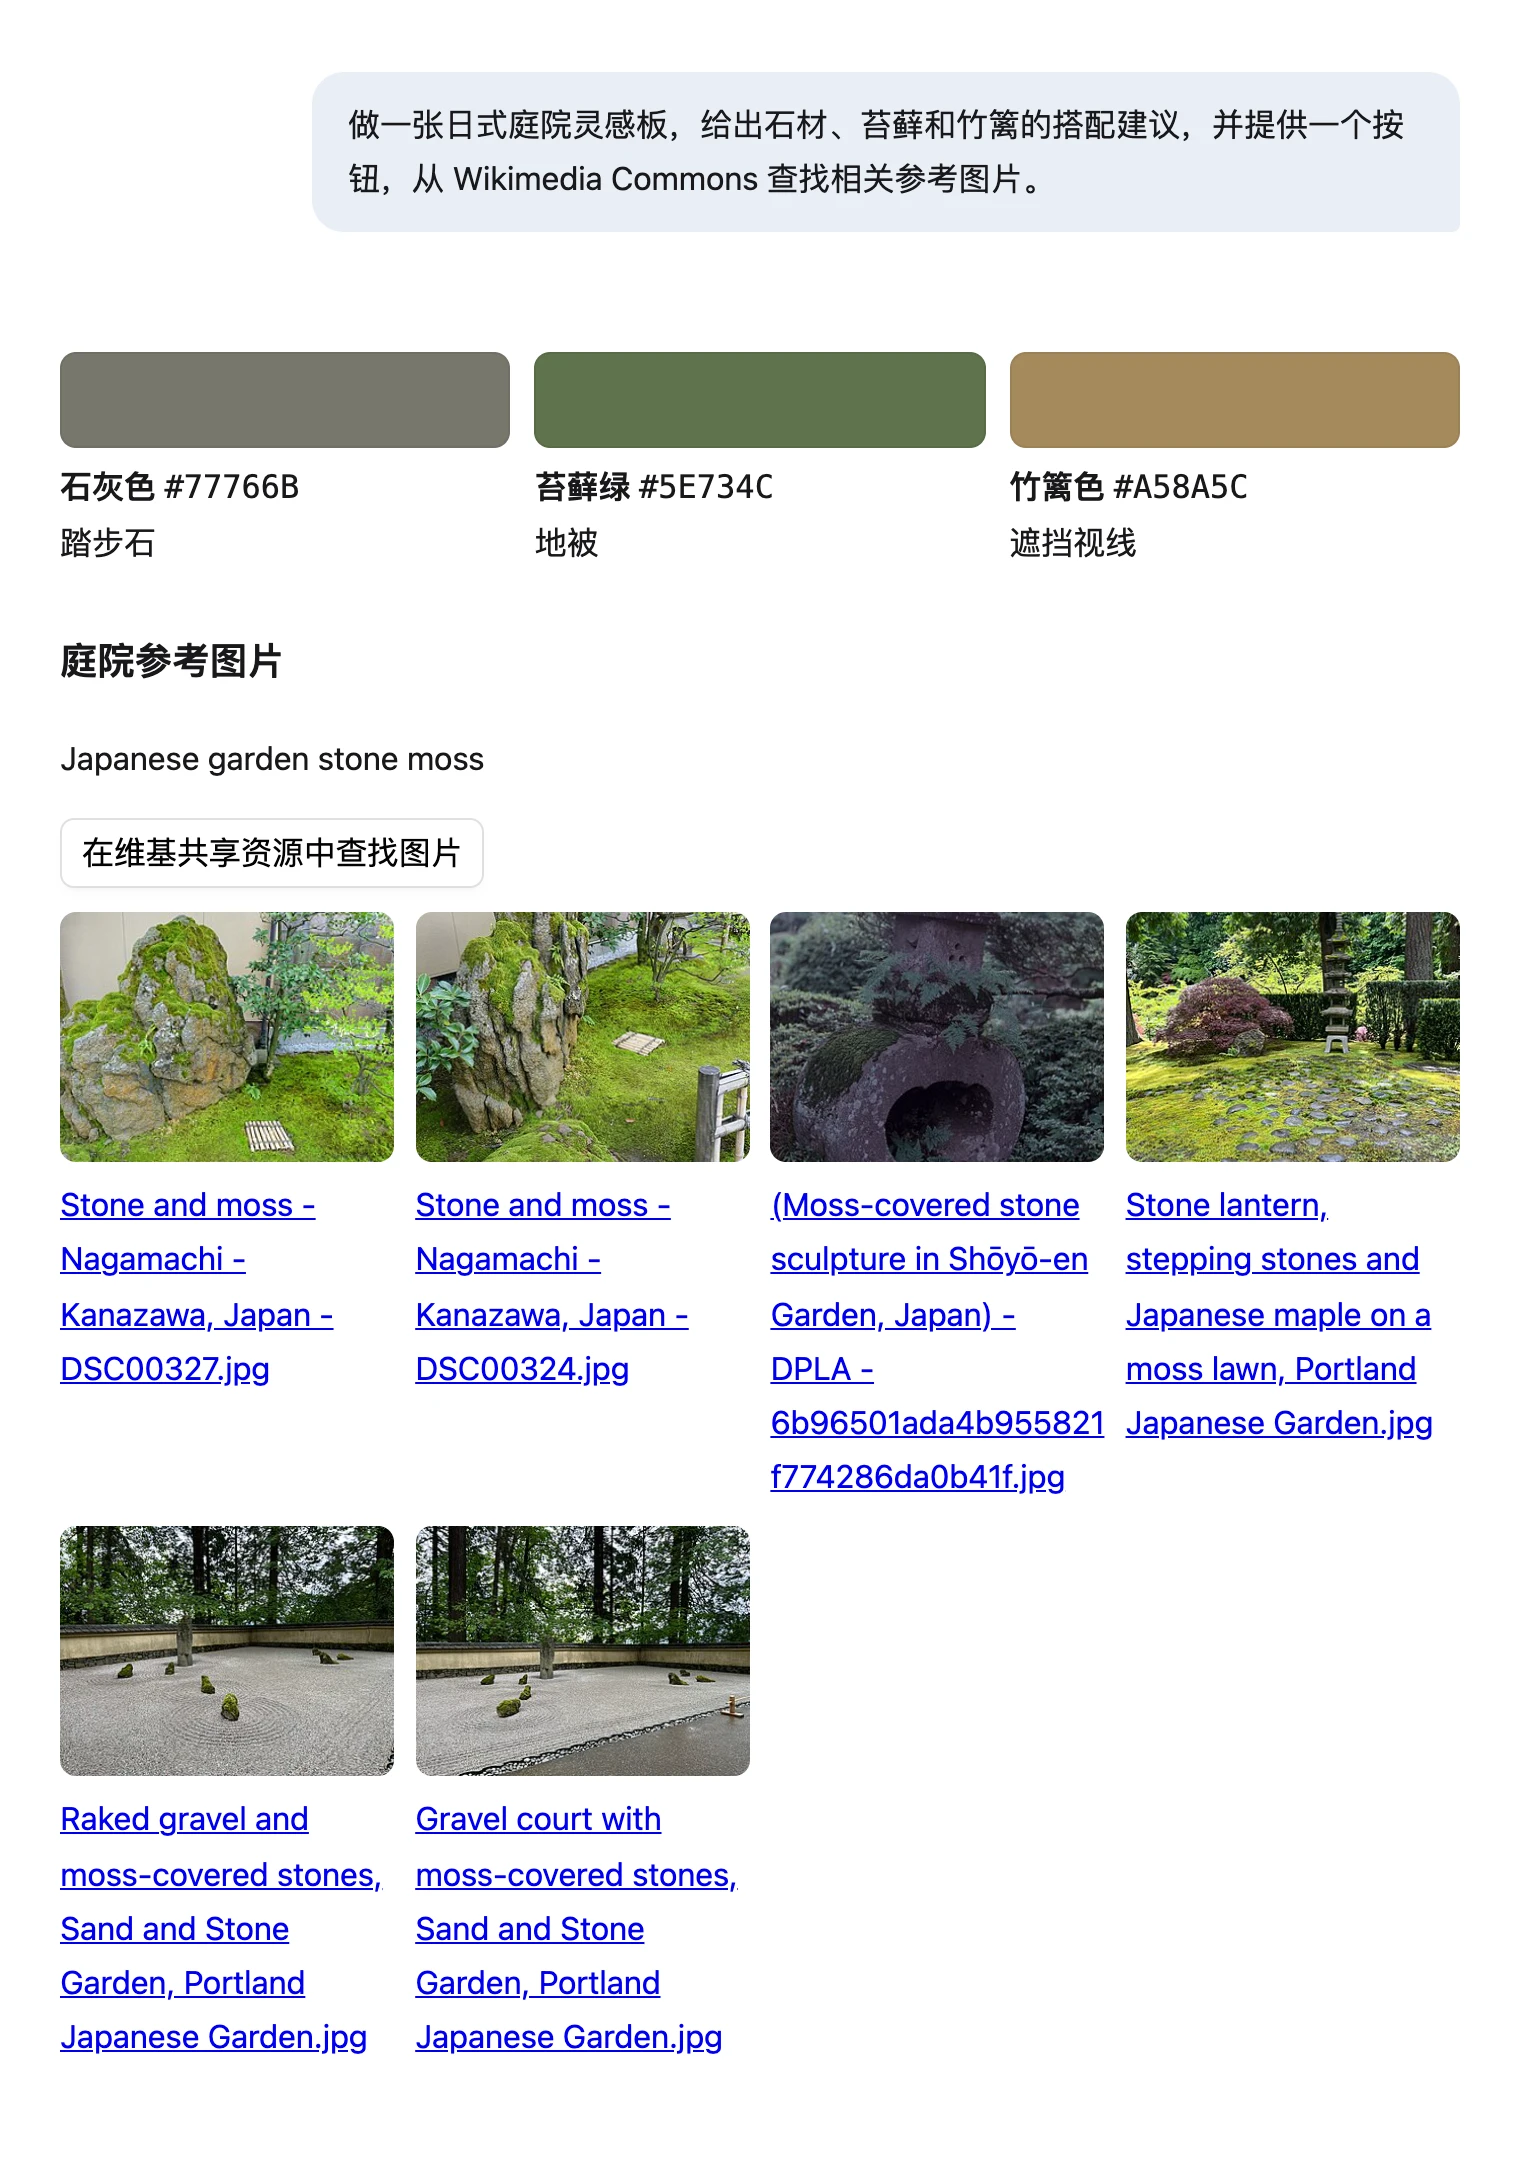 做一张日式庭院灵感板，给出石材、苔藓和竹篱的搭配建议，并提供一个按
钮，从 Wikimedia Commons 查找相关参考图片。
石灰色 #77766B
踏步石
苔藓绿 #5E734C
地被
竹篱色 #A58A5C
遮挡视线
庭院参考图片
Japanese garden stone moss
在维基共享资源中查找图片
Stone and moss -
Nagamachi -
Kanazawa, Japan -
DSC00327.jpg
Stone and moss -
Nagamachi -
Kanazawa, Japan -
DSC00324.jpg
(Moss-covered stone
sculpture in Shōyō-en
Garden, Japan) -
DPLA -
6b96501ada4b955821
f774286da0b41f.jpg
Stone lantern,
stepping stones and
Japanese maple on a
moss lawn, Portland
Japanese Garden.jpg
Raked gravel and
moss-covered stones,
Sand and Stone
Garden, Portland
Japanese Garden.jpg
Gravel court with
moss-covered stones,
Sand and Stone
Garden, Portland
Japanese Garden.jpg